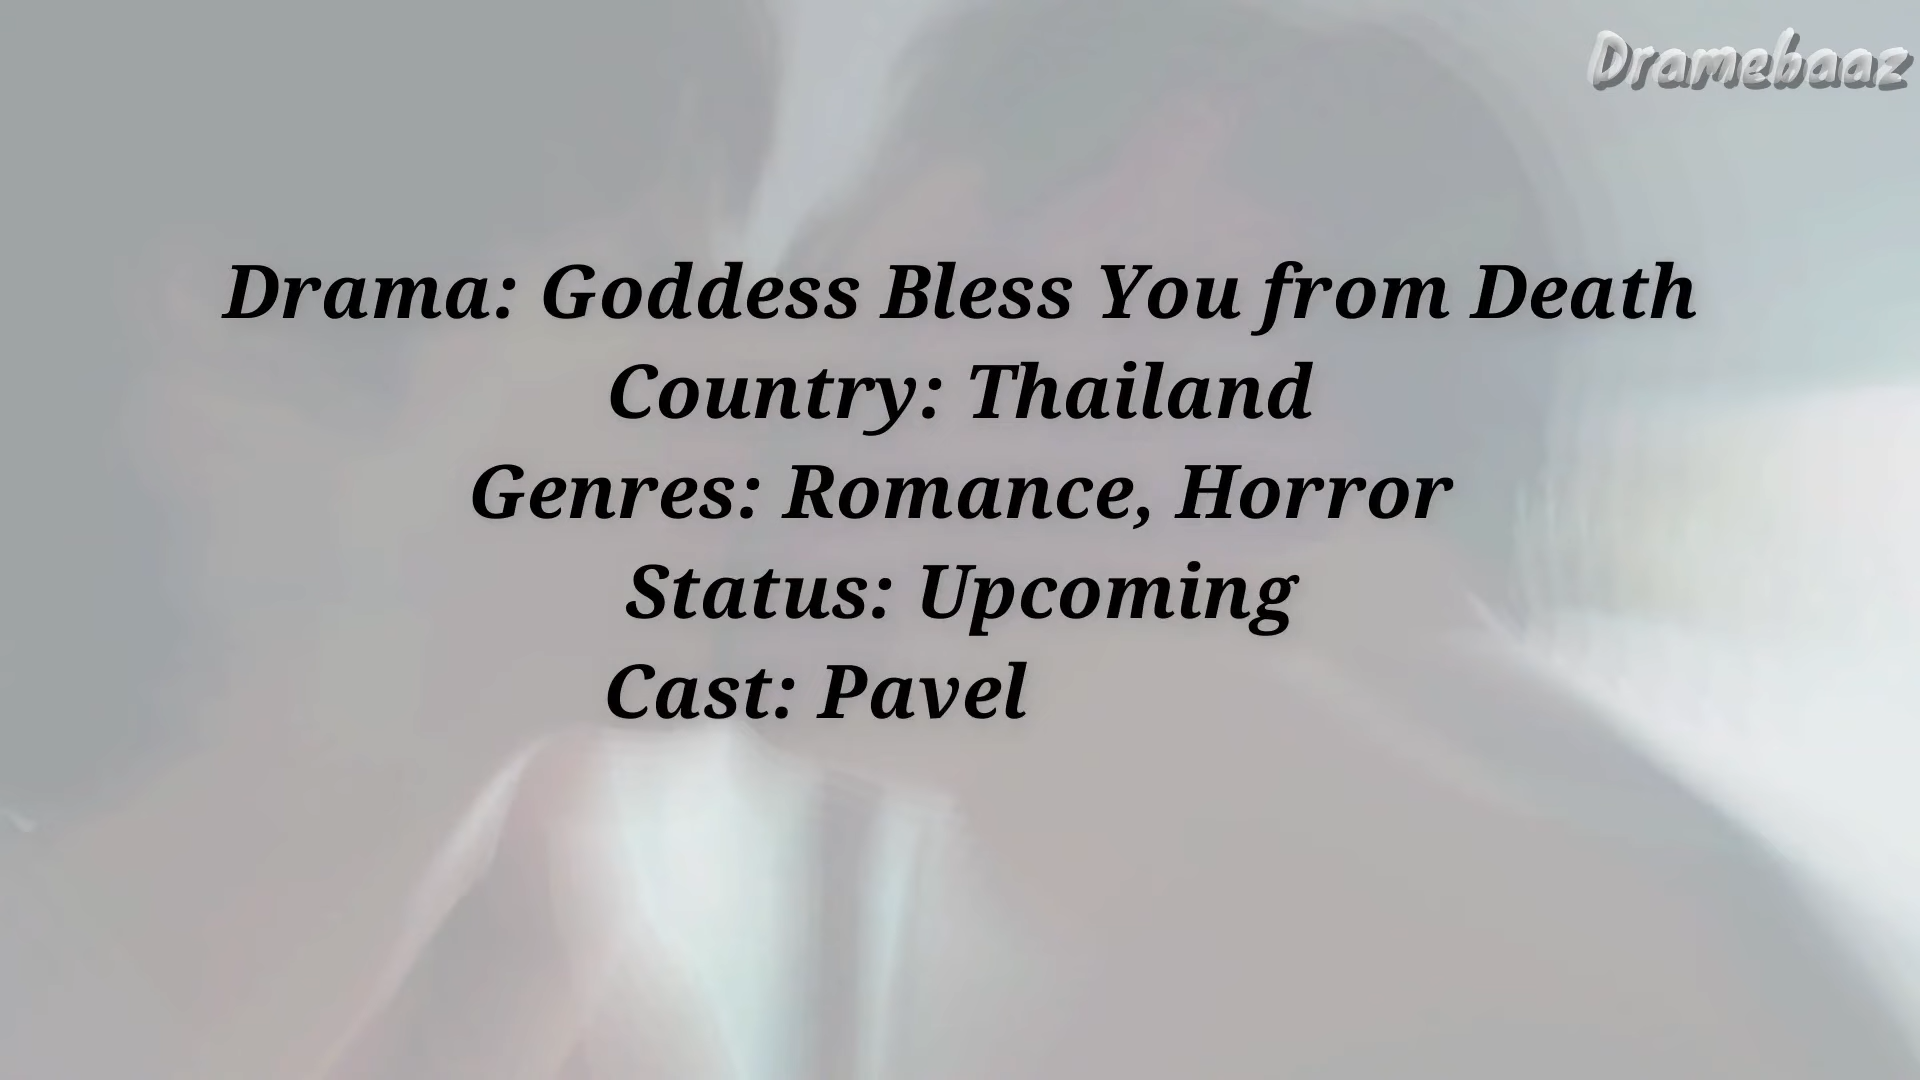 Dramebaaz
Drama: Goddess Bless You from Death
Country: Thailand
Genres: Romance, Horror
Status: Upcoming
Cast: Pavel